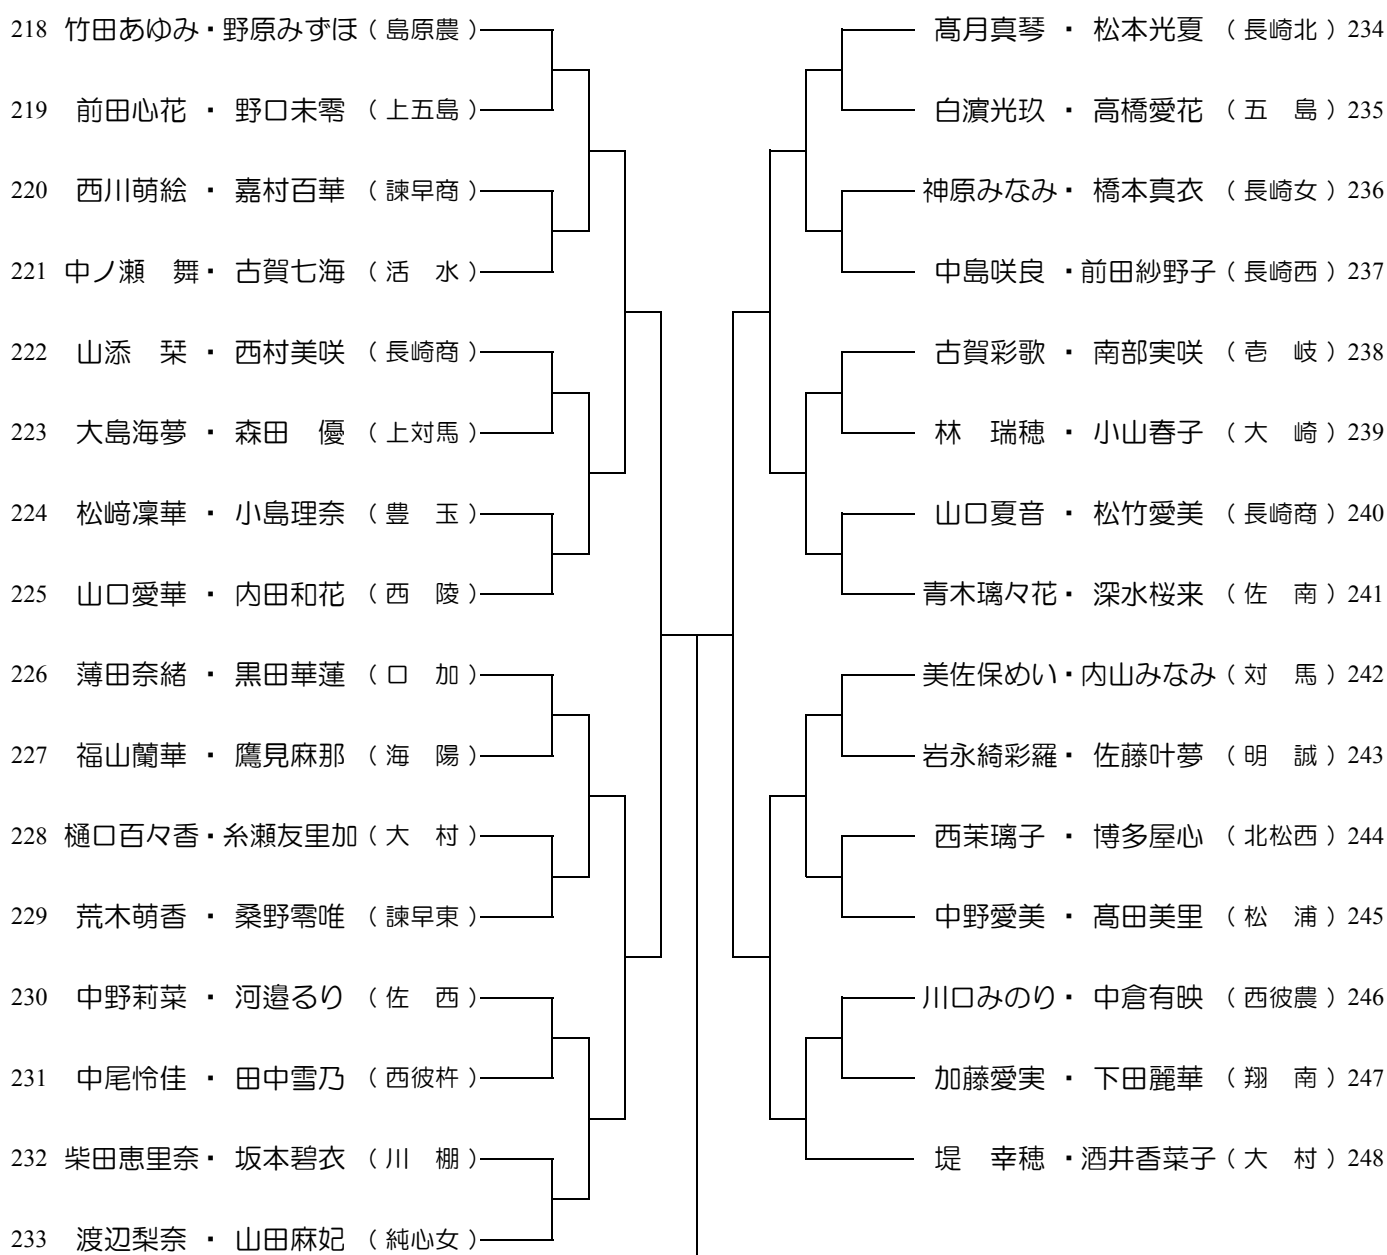 218 竹田あゆみ・野原みずほ（島原農）
219 前田心花 ・ 野口未零 （上五島）
220 西川萌絵 ・ 嘉村百華 （諫早商）
221 中ノ瀬　舞・ 古賀七海 （活　水）
222 山添　栞 ・ 西村美咲 （長崎商）
223 大島海夢 ・ 森田　優 （上対馬）
224 松﨑凜華 ・ 小島理奈 （豊　玉）
225 山口愛華 ・ 内田和花 （西　陵）
226 薄田奈緒 ・ 黒田華蓮 （口　加）
227 福山蘭華 ・ 鷹見麻那 （海　陽）
228 樋口百々香・糸瀬友里加（大　村）
229 荒木萌香 ・ 桑野零唯 （諫早東）
230 中野莉菜 ・ 河邉るり （佐　西）
231 中尾怜佳 ・ 田中雪乃 （西彼杵）
232 柴田恵里奈・ 坂本碧衣 （川　棚）
233 渡辺梨奈 ・ 山田麻妃 （純心女）
髙月真琴 ・ 松本光夏 （長崎北）234
白濵光玖 ・ 高橋愛花 （五　島）235
神原みなみ・ 橋本真衣 （長崎女）236
中島咲良 ・前田紗野子（長崎西）237
古賀彩歌 ・ 南部実咲 （壱　岐）238
林　瑞穂 ・ 小山春子 （大　崎）239
山口夏音 ・ 松竹愛美 （長崎商）240
青木璃々花・ 深水桜来 （佐　南）241
美佐保めい・内山みなみ（対　馬）242
岩永綺彩羅・ 佐藤叶夢 （明　誠）243
西茉璃子 ・ 博多屋心 （北松西）244
中野愛美 ・ 髙田美里 （松　浦）245
川口みのり・ 中倉有映 （西彼農）246
加藤愛実 ・ 下田麗華 （翔　南）247
堤　幸穂 ・酒井香菜子（大　村）248